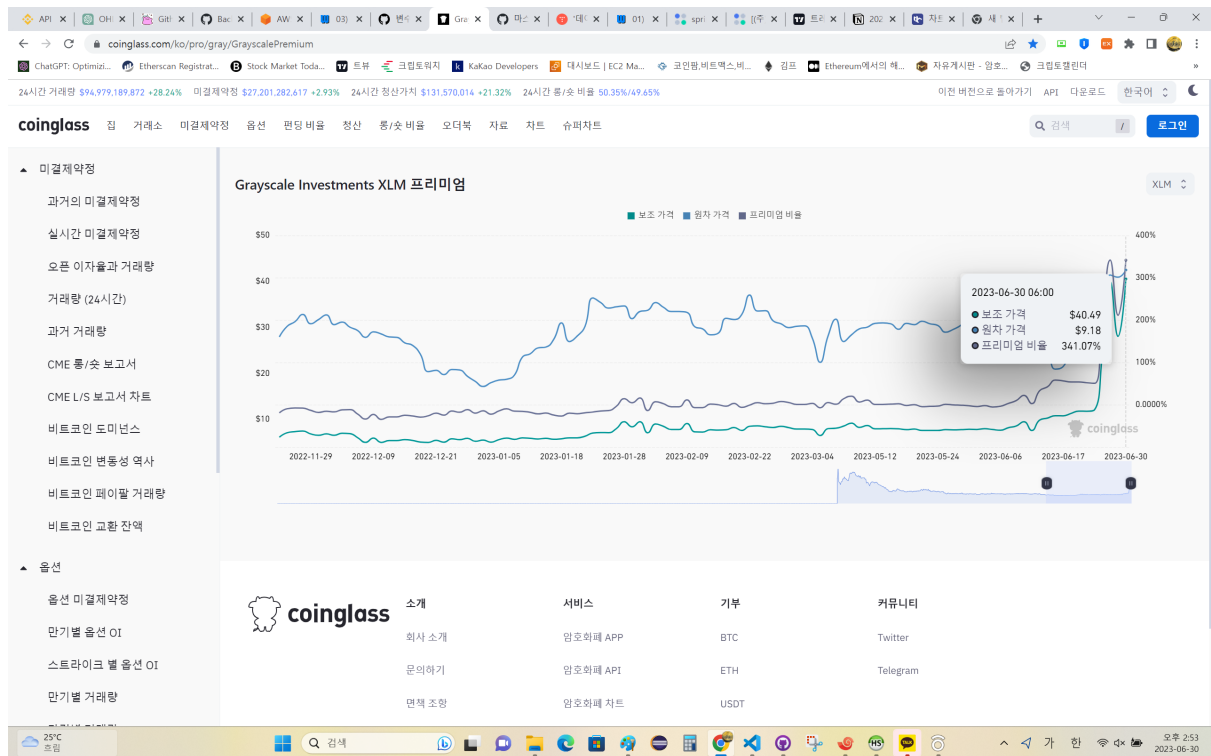 API
OHI
Gitl
Bac
AW
03)
변수
Gra
마스
'데(
01)
spri
[(주
트리
202
차트
새 탭
coinglass.com/ko/pro/gray/GrayscalePremium
ChatGPT: Optimizi...
Etherscan Registrat...
Stock Market Toda...
트뷰
크립토워치
KaKao Developers
대시보드 | EC2 Ma...
코인팜,비트맥스,비...
김프
Ethereum에서의 해...
자유게시판 - 암호...
크립토캘린더
»
24시간 거래량 $94,979,189,872 +28.24% 미결제약정 $27,201,282,617 +2.93% 24시간 청산가치 $131,570,014 +21.32% 24시간 롱/숏 비율 50.35%/49.65%
이전 버전으로 돌아가기 API 다운로드 한국어
coinglass 집 거래소 미결제약정 옵션 펀딩 비율 청산 롱/숏 비율 오더북 자료 차트 슈퍼차트
검색 / 로그인
미결제약정
과거의 미결제약정
실시간 미결제약정
오픈 이자율과 거래량
거래량 (24시간)
과거 거래량
CME 롱/숏 보고서
CME L/S 보고서 차트
비트코인 도미넌스
비트코인 변동성 역사
비트코인 페이팔 거래량
비트코인 교환 잔액
옵션
옵션 미결제약정
만기별 옵션 OI
스트라이크 별 옵션 OI
만기별 거래량
Grayscale Investments XLM 프리미엄
XLM
보조 가격 원차 가격 프리미엄 비율
$50
$40
$30
$20
$10
400%
300%
200%
100%
0.0000%
2023-06-30 06:00
보조 가격 $40.49
원차 가격 $9.18
프리미엄 비율 341.07%
coinglass
2022-11-29 2022-12-09 2022-12-21 2023-01-05 2023-01-18 2023-01-28 2023-02-09 2023-02-22 2023-03-04 2023-05-12 2023-05-24 2023-06-06 2023-06-17 2023-06-30
coinglass
소개
회사 소개
문의하기
면책 조항
서비스
암호화폐 APP
암호화폐 API
암호화폐 차트
기부
BTC
ETH
USDT
커뮤니티
Twitter
Telegram
25°C
흐림
검색
가 한
오후 2:53
2023-06-30